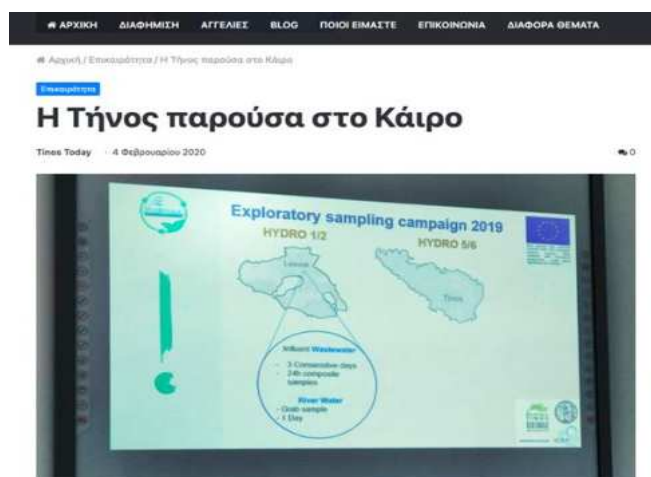 ΑΡΧΙΚΗ ΔΙΑΦΗΜΙΣΗ ΑΓΓΕΛΙΕΣ BLOG ΠΟΙΟΙ ΕΙΜΑΣΤΕ ΕΠΙΚΟΙΝΩΝΙΑ ΔΙΑΦΟΡΑ ΘΕΜΑΤΑ
Αρχική / Επικαιρότητα / Η Τήνος παρούσα στο Κάιρο
Επικαιρότητα
Η Τήνος παρούσα στο Κάιρο
Tinos Today · 4 Φεβρουαρίου 2020 0
Exploratory sampling campaign 2019
HYDRO 1/2
HYDRO 5/6
Lesvos
Tinos
Influent Wastewater
- 3 Consecutive days
- 24h composite
samples
River Water
- Grab sample
- 1 Day